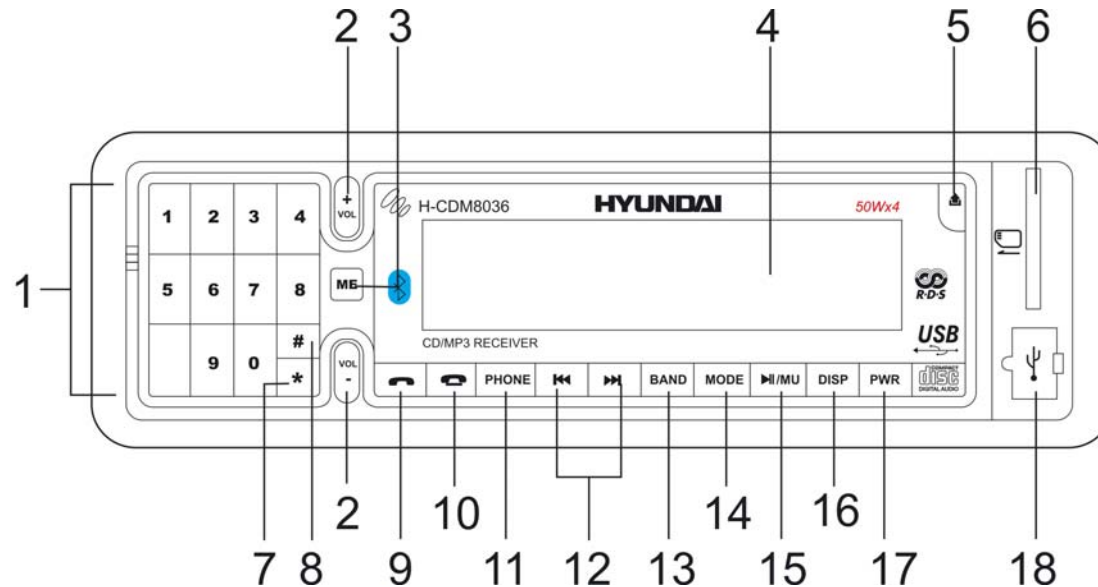 2 3 4 5 6
H-CDM8036 HYUNDAI 50Wx4
+
VOL
1 2 3 4
1
5 6 7 8
ME
R·D·S
#
VOL
-
CD/MP3 RECEIVER
USB
9 0
*
PHONE BAND MODE /MU DISP PWR
COMPACT
disc
DIGITAL AUDIO
2 10 14 16
7 8 9 11 12 13 15 17 18